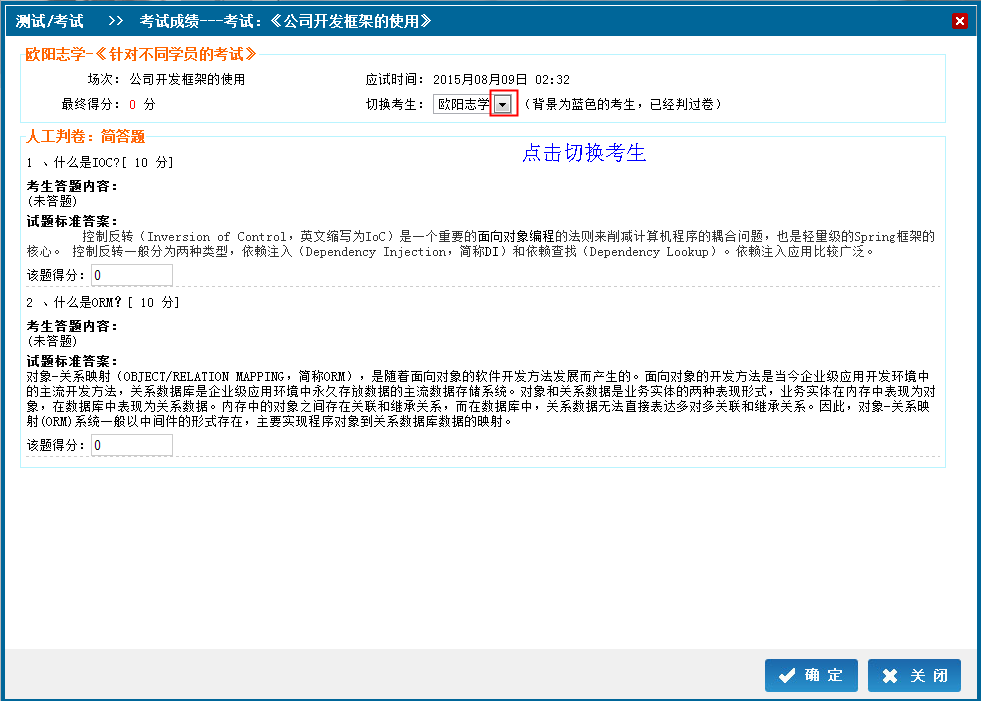 测试/考试 >> 考试成绩---考试：《公司开发框架的使用》
欧阳志学-《针对不同学员的考试》
场次： 公司开发框架的使用 应试时间： 2015月08月09日 02:32
最终得分： 0 分 切换考生： 欧阳志学 （背景为蓝色的考生，已经判过卷）
人工判卷：简答题
点击切换考生
1 、什么是IOC?[ 10 分]
考生答题内容：
(未答题)
试题标准答案：
控制反转（Inversion of Control，英文缩写为IoC）是一个重要的面向对象编程的法则来削减计算机程序的耦合问题，也是轻量级的Spring框架的
核心。 控制反转一般分为两种类型，依赖注入（Dependency Injection，简称DI）和依赖查找（Dependency Lookup）。依赖注入应用比较广泛。
该题得分： 0
2 、什么是ORM？[ 10 分]
考生答题内容：
(未答题)
试题标准答案：
对象-关系映射（OBJECT/RELATION MAPPING，简称ORM），是随着面向对象的软件开发方法发展而产生的。面向对象的开发方法是当今企业级应用开发环境中
的主流开发方法，关系数据库是企业级应用环境中永久存放数据的主流数据存储系统。对象和关系数据是业务实体的两种表现形式，业务实体在内存中表现为对
象，在数据库中表现为关系数据。内存中的对象之间存在关联和继承关系，而在数据库中，关系数据无法直接表达多对多关联和继承关系。因此，对象-关系映
射(ORM)系统一般以中间件的形式存在，主要实现程序对象到关系数据库数据的映射。
该题得分： 0
确 定 关 闭